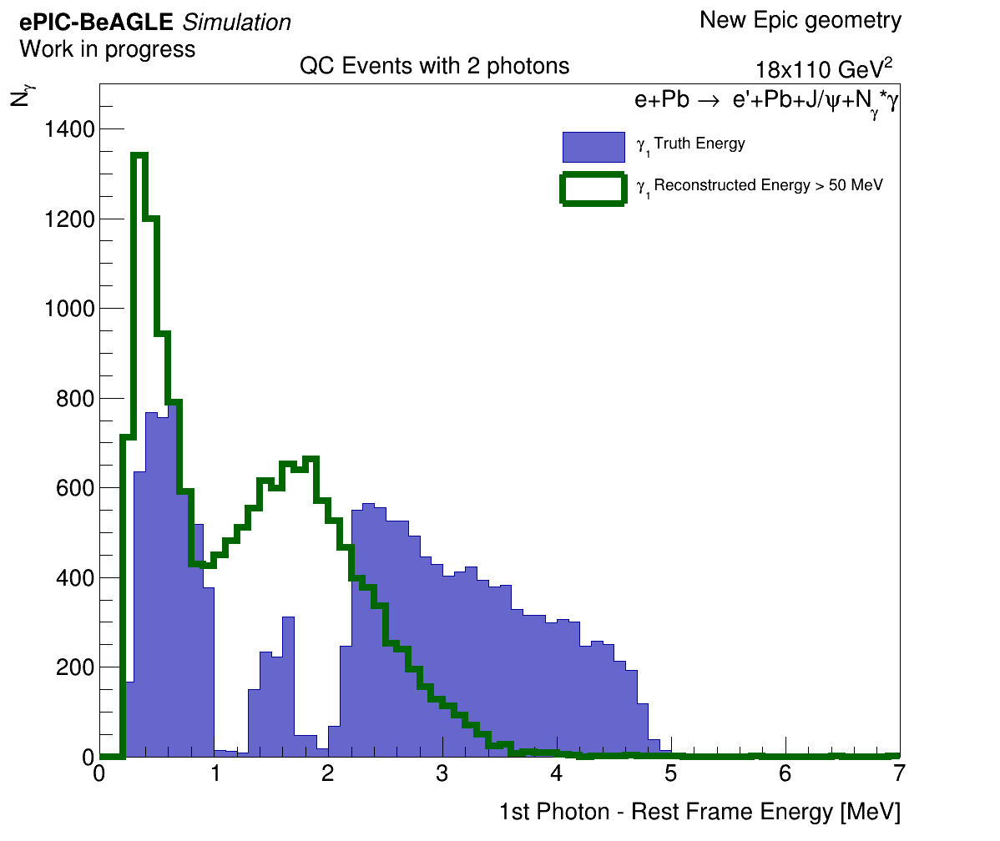 ePIC-BeAGLE Simulation
New Epic geometry
Work in progress
QC Events with 2 photons
18x110 GeV²
Nγ
e+Pb → e'+Pb+J/ψ+Nγ*γ
γ₁ Truth Energy
γ₁ Reconstructed Energy > 50 MeV
1400
1200
1000
800
600
400
200
0
0 1 2 3 4 5 6 7
1st Photon - Rest Frame Energy [MeV]